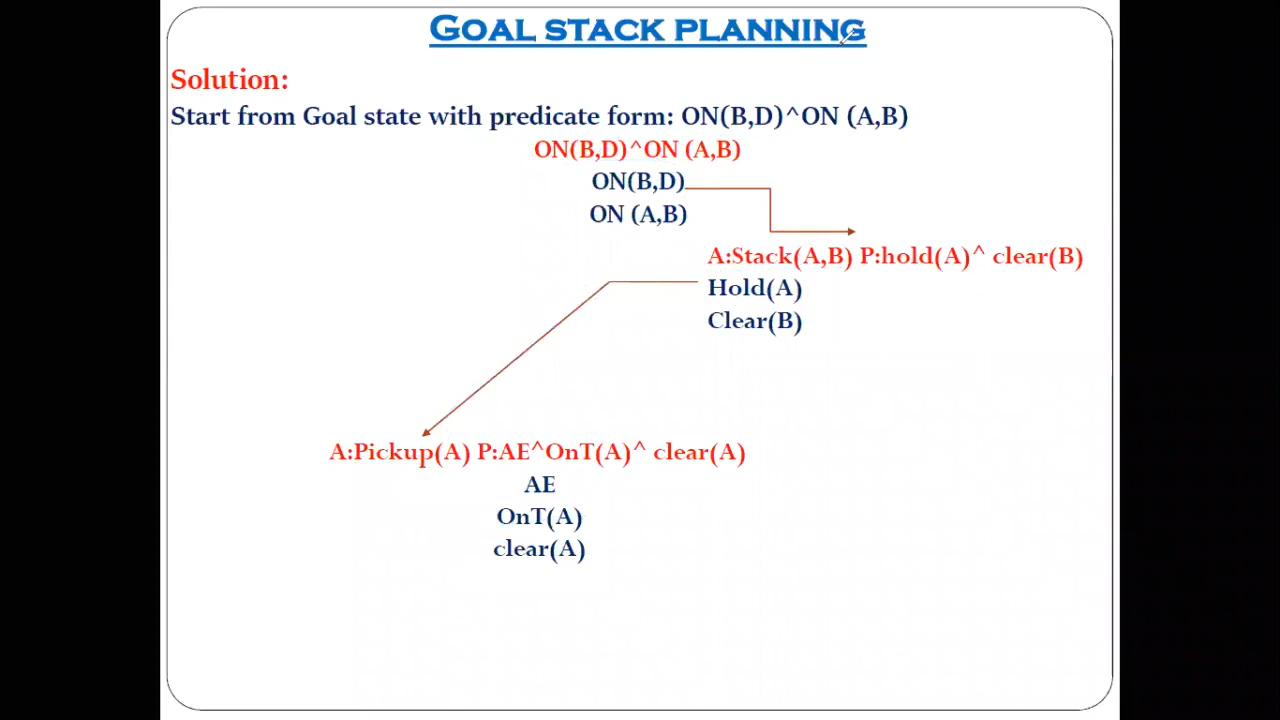 GOAL STACK PLANNING
Solution:
Start from Goal state with predicate form: ON(B,D)^ON (A,B)
ON(B,D)^ON (A,B)
ON(B,D)
ON (A,B)
A:Stack(A,B) P:hold(A)^ clear(B)
Hold(A)
Clear(B)
A:Pickup(A) P:AE^OnT(A)^ clear(A)
AE
OnT(A)
clear(A)